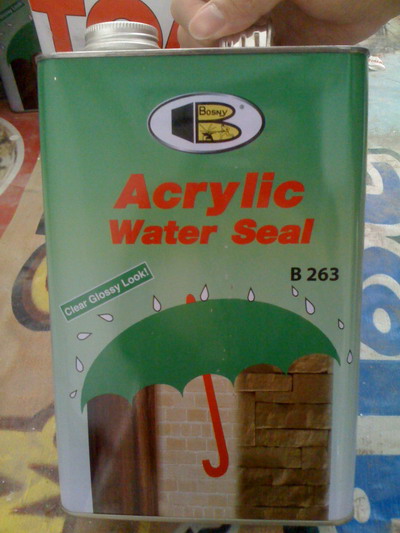 BOSNY
B
®
Acrylic
Water Seal
B 263
Clear Glossy Look!